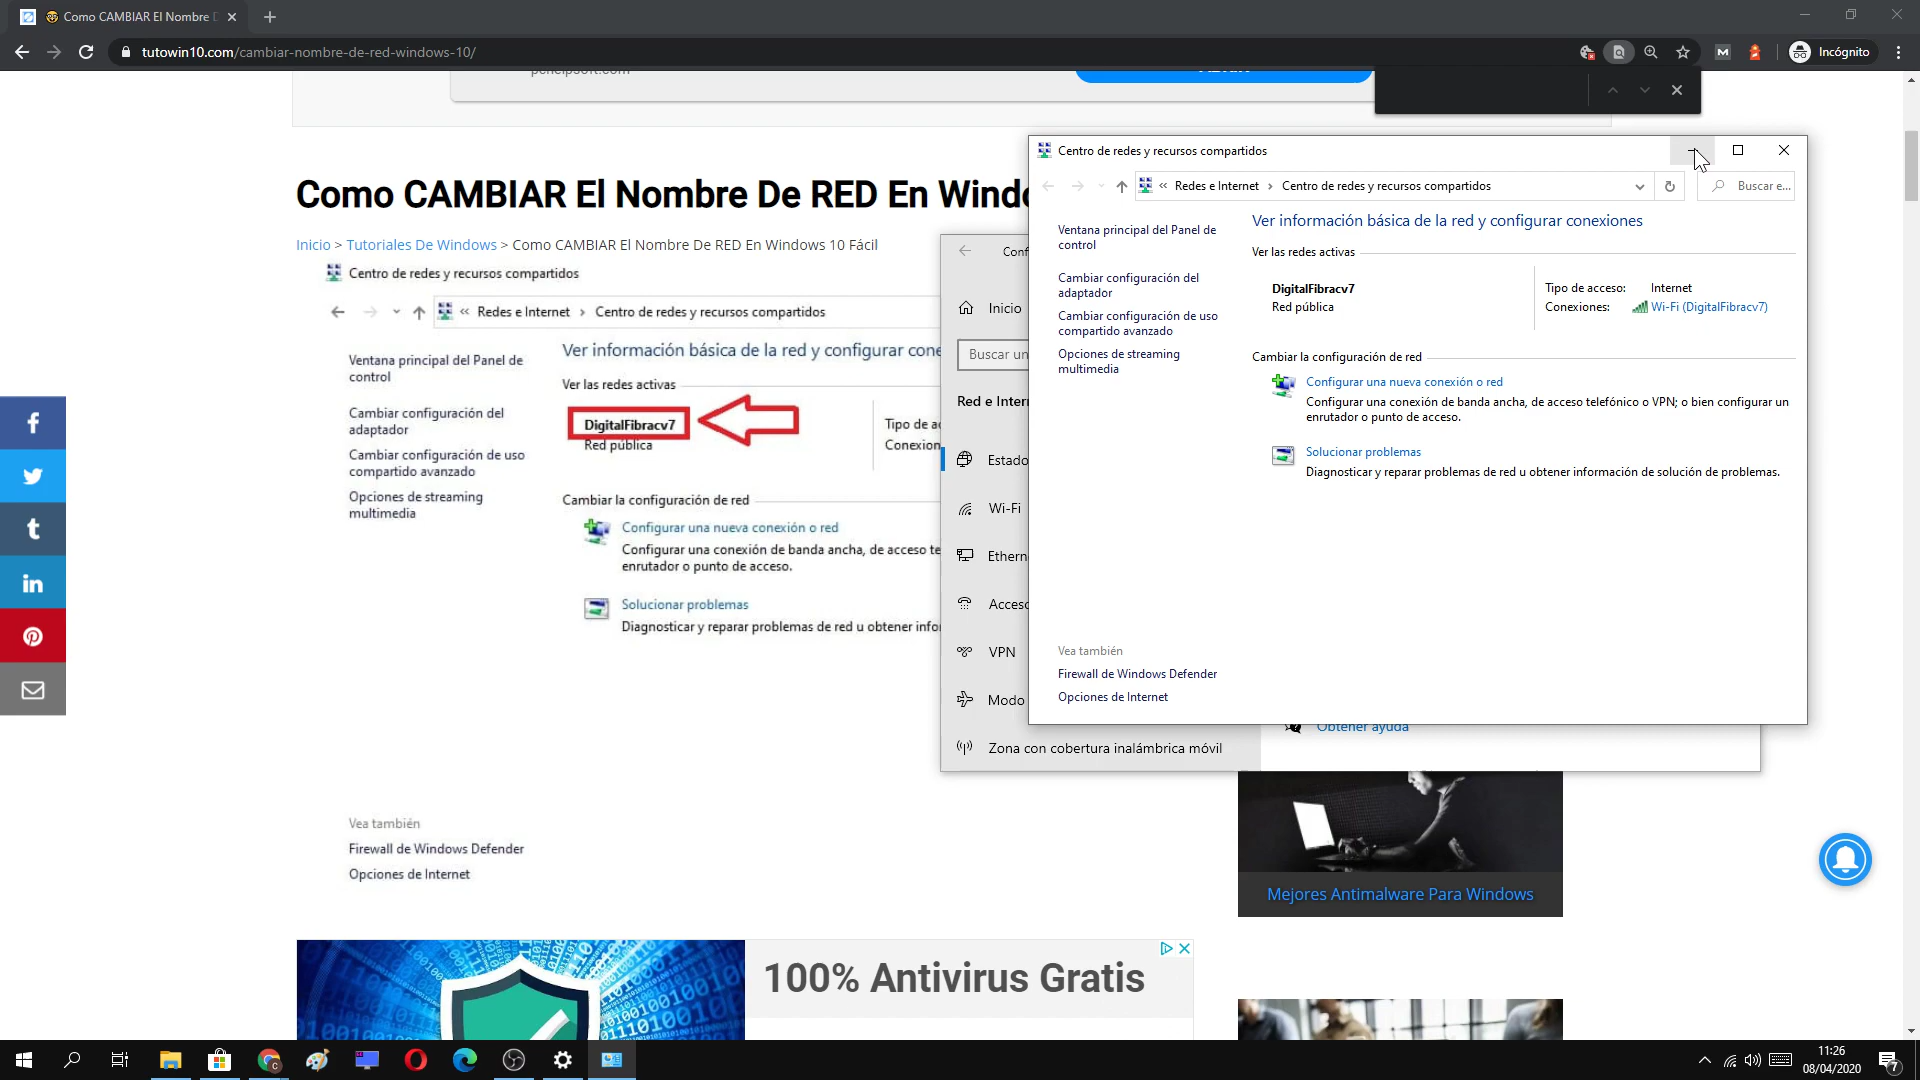 Como CAMBIAR El Nombre D
tutowin10.com/cambiar-nombre-de-red-windows-10/
Incógnito
Como CAMBIAR El Nombre De RED En Windo
Inicio > Tutoriales De Windows > Como CAMBIAR El Nombre De RED En Windows 10 Fácil
Centro de redes y recursos compartidos
« Redes e Internet > Centro de redes y recursos compartidos
Ventana principal del Panel de
control
Cambiar configuración del
adaptador
Cambiar configuración de uso
compartido avanzado
Opciones de streaming
multimedia
Ver información básica de la red y configurar cone
Ver las redes activas
DigitalFibracv7
Red pública
Tipo de ac
Conexion
Cambiar la configuración de red
Configurar una nueva conexión o red
Configurar una conexión de banda ancha, de acceso te
enrutador o punto de acceso.
Solucionar problemas
Diagnosticar y reparar problemas de red u obtener infor
Vea también
Firewall de Windows Defender
Opciones de Internet
Conf
Inicio
Buscar un
Red e Inter
Estado
Wi-Fi
Ethern
Acceso
VPN
Modo
Zona con cobertura inalámbrica móvil
Obtener ayuda
Centro de redes y recursos compartidos
« Redes e Internet > Centro de redes y recursos compartidos
Buscar e...
Ventana principal del Panel de
control
Cambiar configuración del
adaptador
Cambiar configuración de uso
compartido avanzado
Opciones de streaming
multimedia
Ver información básica de la red y configurar conexiones
Ver las redes activas
DigitalFibracv7
Red pública
Tipo de acceso: Internet
Conexiones: Wi-Fi (DigitalFibracv7)
Cambiar la configuración de red
Configurar una nueva conexión o red
Configurar una conexión de banda ancha, de acceso telefónico o VPN; o bien configurar un
enrutador o punto de acceso.
Solucionar problemas
Diagnosticar y reparar problemas de red u obtener información de solución de problemas.
Vea también
Firewall de Windows Defender
Opciones de Internet
Mejores Antimalware Para Windows
100% Antivirus Gratis
11:26
08/04/2020
7